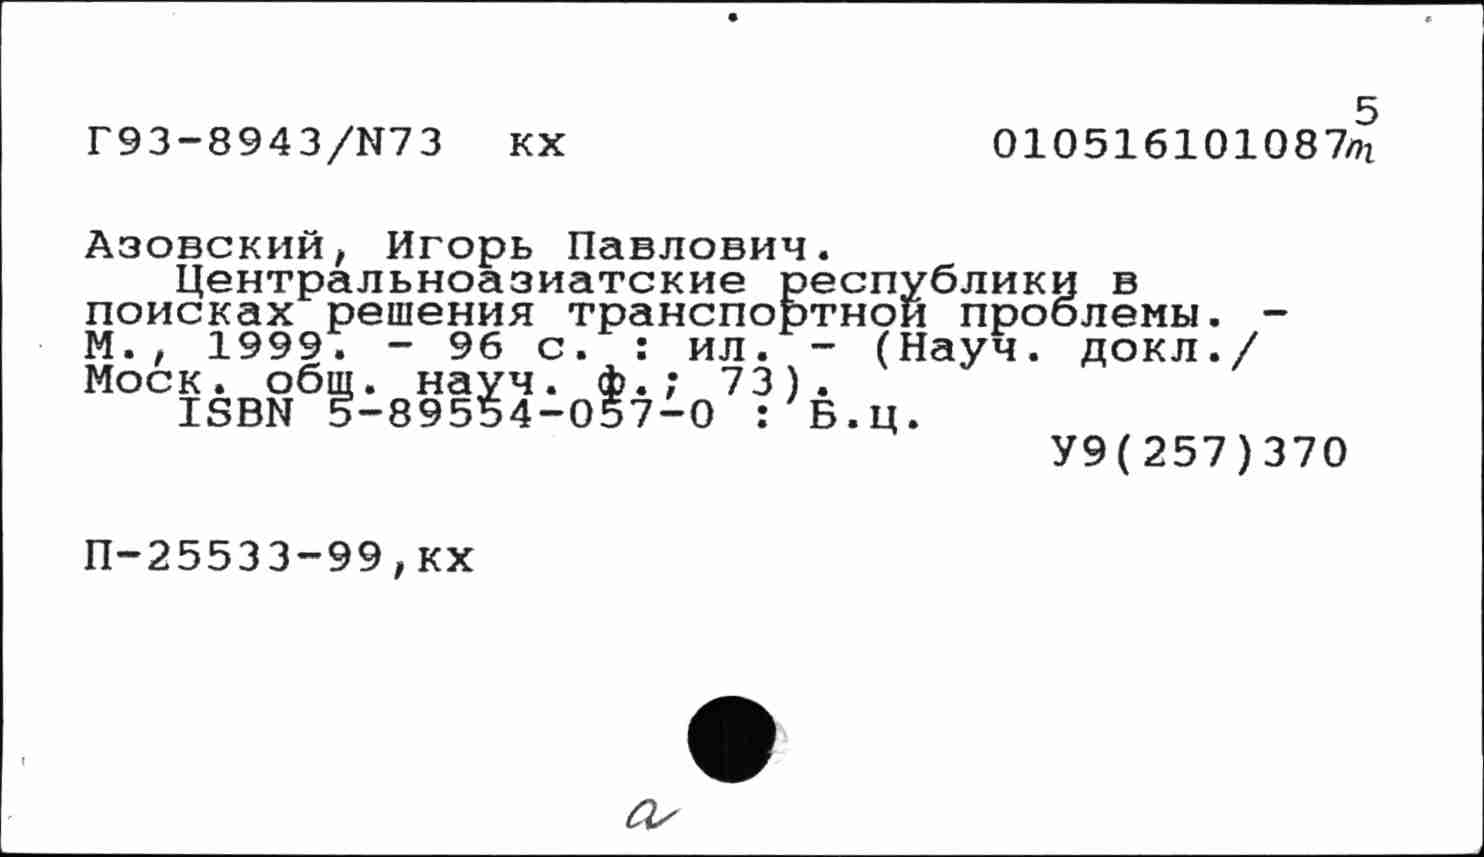 5
Г93-8943/N73 кх 010516101087m
Азовский, Игорь Павлович.
Центральноазиатские республики в
поисках решения транспортной проблемы. -
М., 1999. - 96 с. : ил. - (Науч. докл./
Моск. общ. науч. ф.; 73).
ISBN 5-89554-057-0 : Б.ц.
У9(257)370
П-25533-99,кх
а